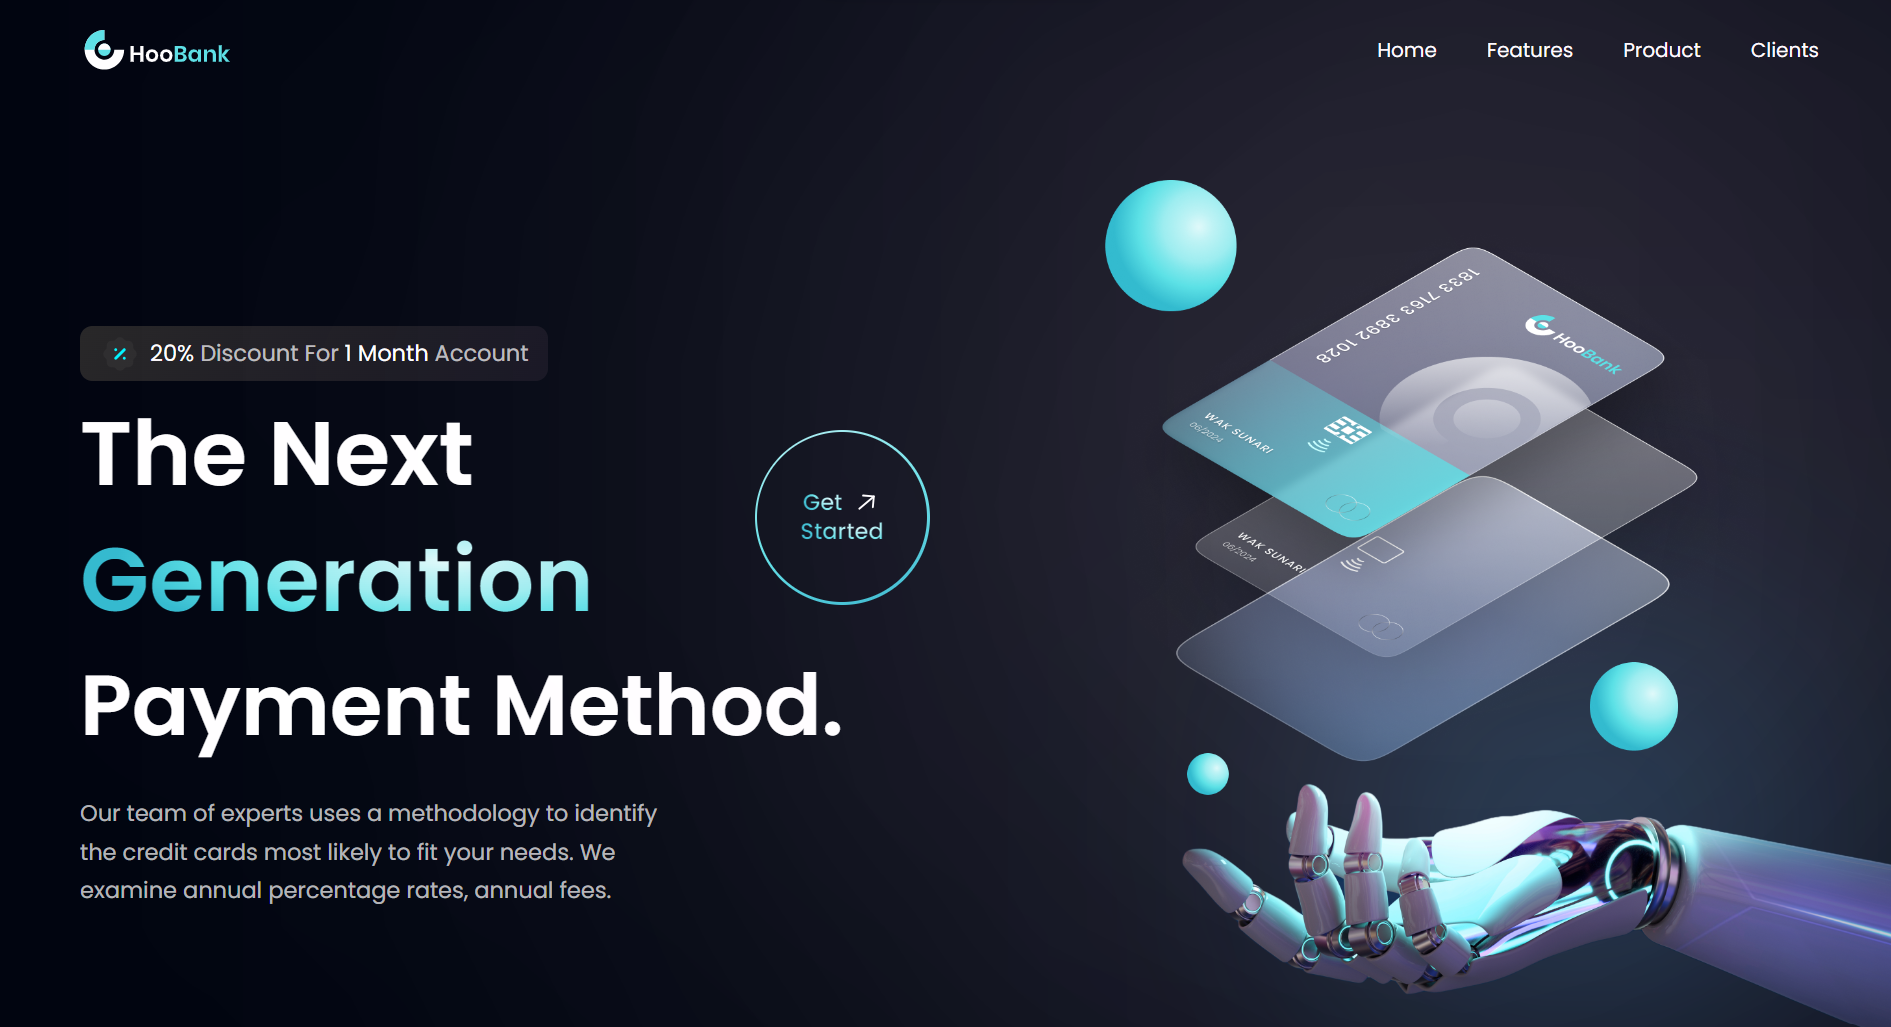 HooBank
Home
Features
Product
Clients
20% Discount For 1 Month Account
The Next
Generation
Payment Method.
Get
Started
Our team of experts uses a methodology to identify
the credit cards most likely to fit your needs. We
examine annual percentage rates, annual fees.
1833 7163 3892 1028
HooBank
WAK SUNARI
06/2024
WAK SUNARI
06/2024